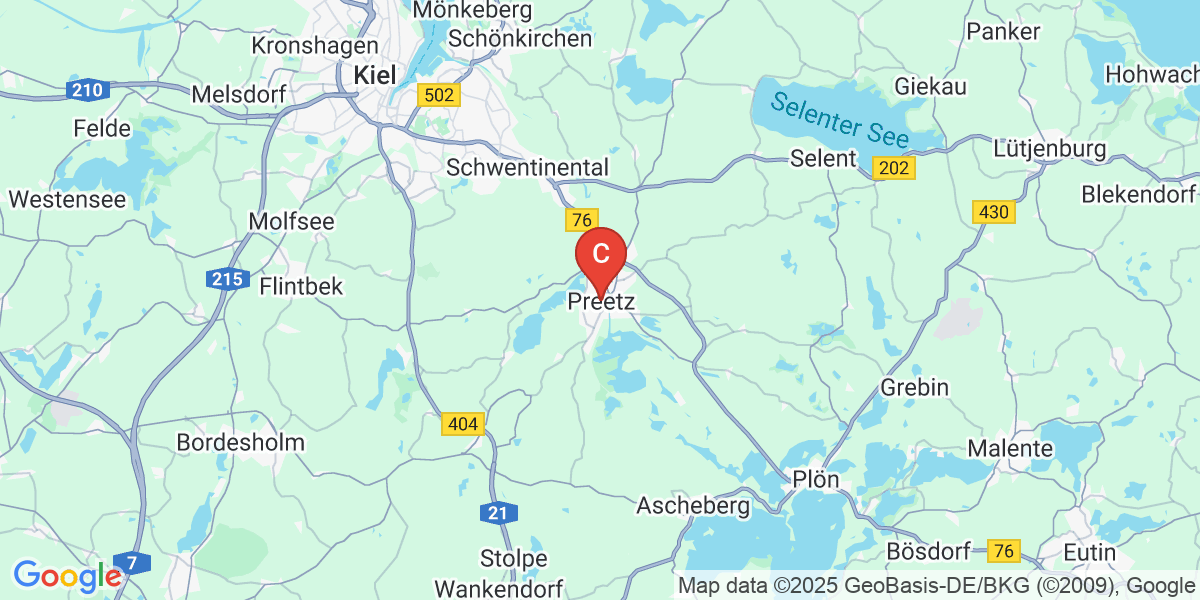 Mönkeberg
Kronshagen
Schönkirchen
Panker
Kiel
Hohwach
210
Melsdorf
502
Giekau
Selenter See
Felde
Lütjenburg
Schwentinental
Selent
202
Westensee
Blekendorf
Molfsee
76
430
C
215
Flintbek
Preetz
Grebin
404
Bordesholm
Malente
Plön
Ascheberg
21
Stolpe
Bösdorf
76
Eutin
7
Google
Wankendorf
Map data ©2025 GeoBasis-DE/BKG (©2009), Google